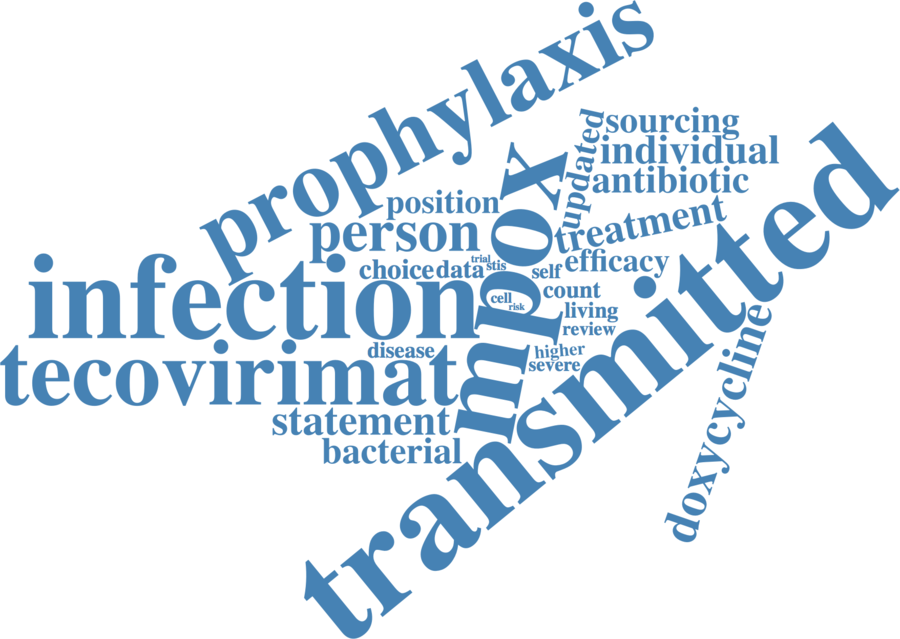 prophylaxis
updated
sourcing
individual
antibiotic
mpox
position
treatment
person
efficacy
trial
choice
data
stis
self
infection
cell
risk
count
living
review
transmitted
disease
higher
severe
tecovirimat
doxycycline
statement
bacterial